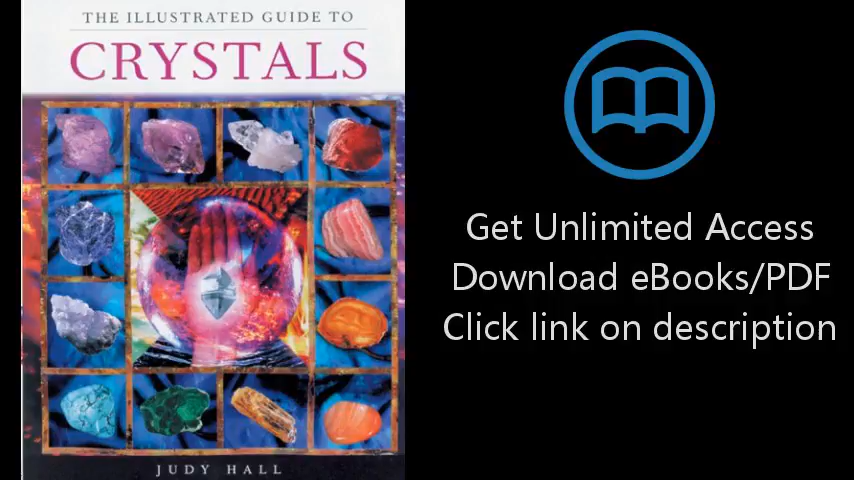 THE ILLUSTRATED GUIDE TO
CRYSTALS
JUDY HALL
Get Unlimited Access
Download eBooks/PDF
Click link on description